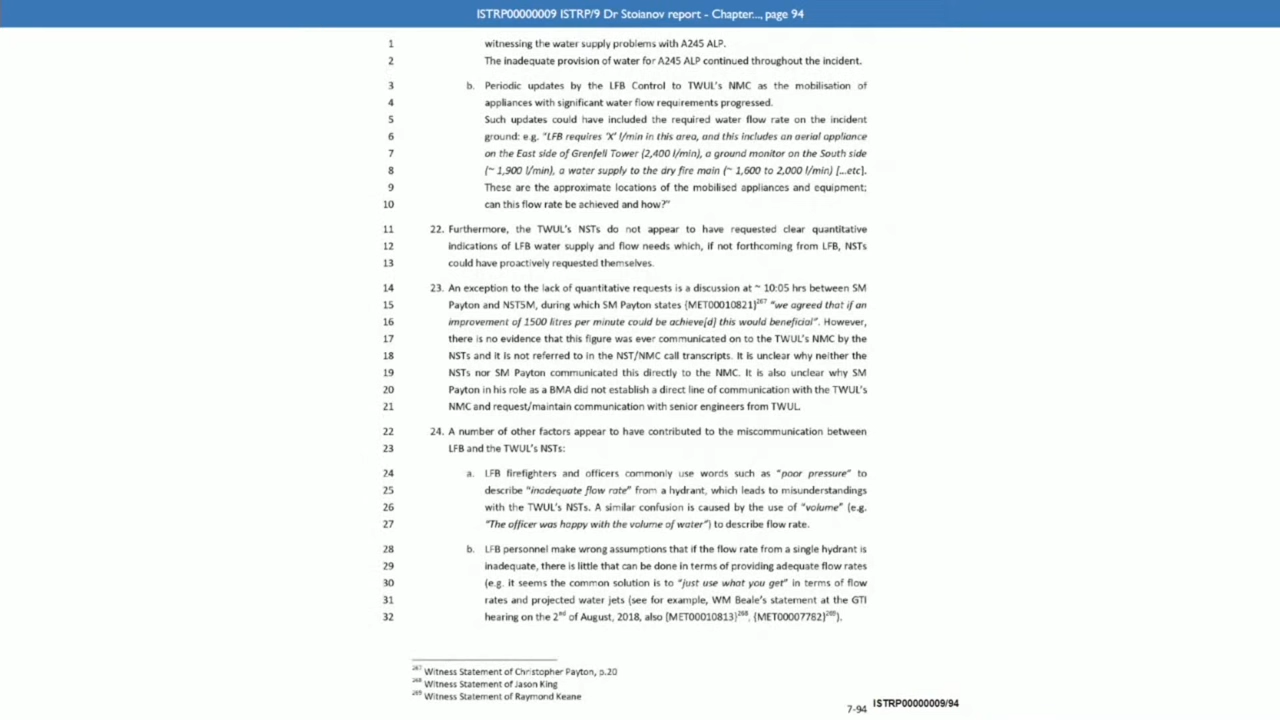 ISTRP00000009 ISTRP/9 Dr Stoianov report - Chapter..., page 94
1 witnessing the water supply problems with A245 ALP.
2 The inadequate provision of water for A245 ALP continued throughout the incident.
3 b. Periodic updates by the LFB Control to TWUL's NMC as the mobilisation of
4 appliances with significant water flow requirements progressed.
5 Such updates could have included the required water flow rate on the incident
6 ground: e.g. "LFB requires 'X' l/min in this area, and this includes an aerial appliance
7 on the East side of Grenfell Tower (2,400 l/min), a ground monitor on the South side
8 (~ 1,900 l/min), a water supply to the dry fire main (~ 1,600 to 2,000 l/min) [...etc].
9 These are the approximate locations of the mobilised appliances and equipment;
10 can this flow rate be achieved and how?"
11 22. Furthermore, the TWUL's NSTs do not appear to have requested clear quantitative
12 indications of LFB water supply and flow needs which, if not forthcoming from LFB, NSTs
13 could have proactively requested themselves.
14 23. An exception to the lack of quantitative requests is a discussion at ~ 10:05 hrs between SM
15 Payton and NST5M, during which SM Payton states {MET00010821}267 "we agreed that if an
16 improvement of 1500 litres per minute could be achieve[d] this would beneficial". However,
17 there is no evidence that this figure was ever communicated on to the TWUL's NMC by the
18 NSTs and it is not referred to in the NST/NMC call transcripts. It is unclear why neither the
19 NSTs nor SM Payton communicated this directly to the NMC. It is also unclear why SM
20 Payton in his role as a BMA did not establish a direct line of communication with the TWUL's
21 NMC and request/maintain communication with senior engineers from TWUL.
22 24. A number of other factors appear to have contributed to the miscommunication between
23 LFB and the TWUL's NSTs:
24 a. LFB firefighters and officers commonly use words such as "poor pressure" to
25 describe "inadequate flow rate" from a hydrant, which leads to misunderstandings
26 with the TWUL's NSTs. A similar confusion is caused by the use of "volume" (e.g.
27 "The officer was happy with the volume of water") to describe flow rate.
28 b. LFB personnel make wrong assumptions that if the flow rate from a single hydrant is
29 inadequate, there is little that can be done in terms of providing adequate flow rates
30 (e.g. it seems the common solution is to "just use what you get" in terms of flow
31 rates and projected water jets (see for example, WM Beale's statement at the GTI
32 hearing on the 2nd of August, 2018, also {MET00010813}268, {MET00007782}269).
267 Witness Statement of Christopher Payton, p.20
268 Witness Statement of Jason King
269 Witness Statement of Raymond Keane
7-94
ISTRP00000009/94